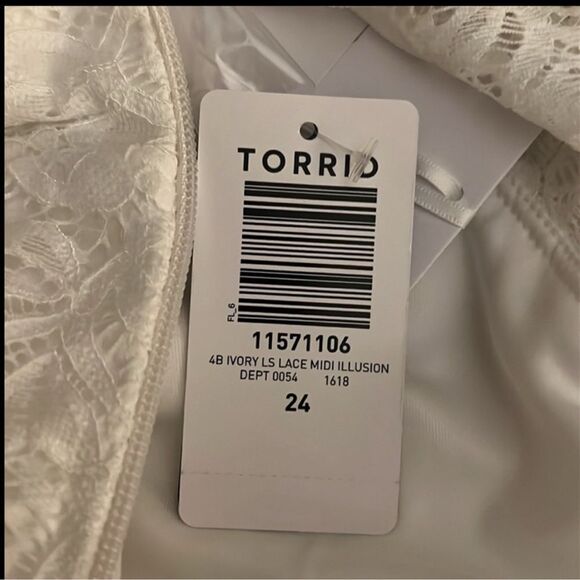 TORRID
FL_6
11571106
4B IVORY LS LACE MIDI ILLUSION
DEPT 0054 1618
24